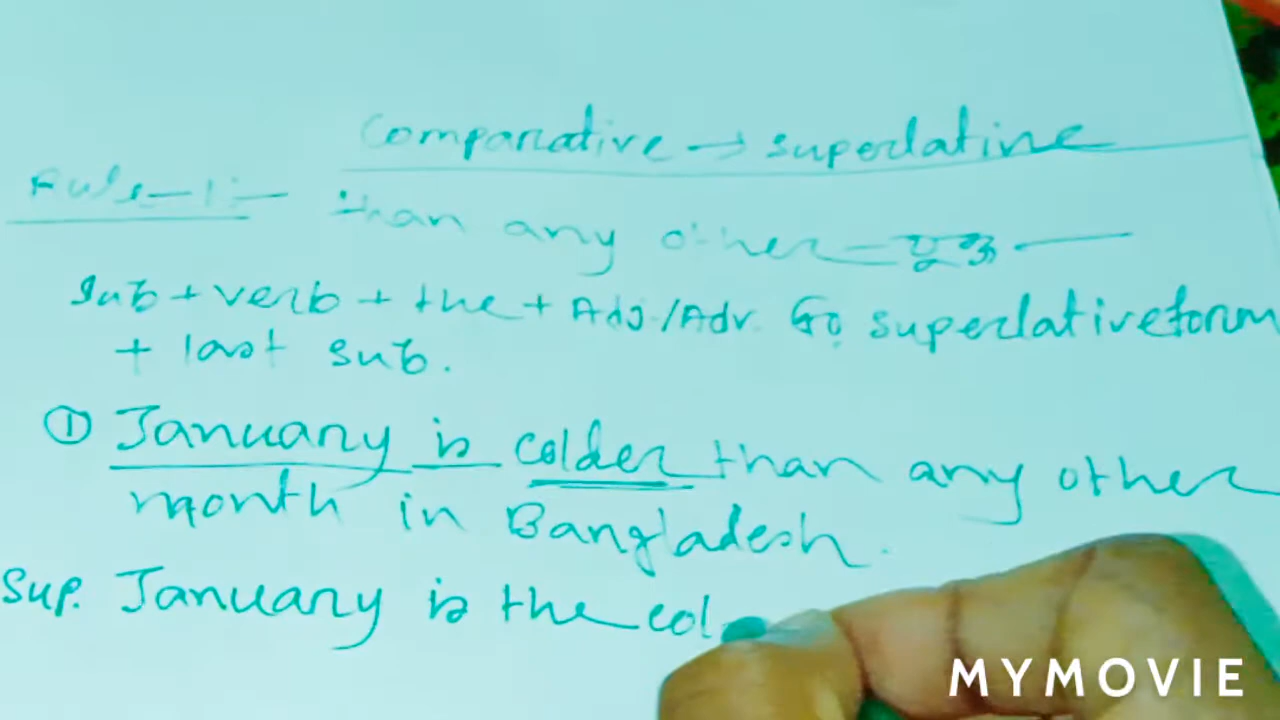 Comparative → superlative
Rule-1:-
than any other — যুক্ত —
Sub + verb + the + Adj./Adv. এর superlative form
+ last sub.
① January is colder than any other
month in Bangladesh.
Sup. January is the col
MYMOVIE